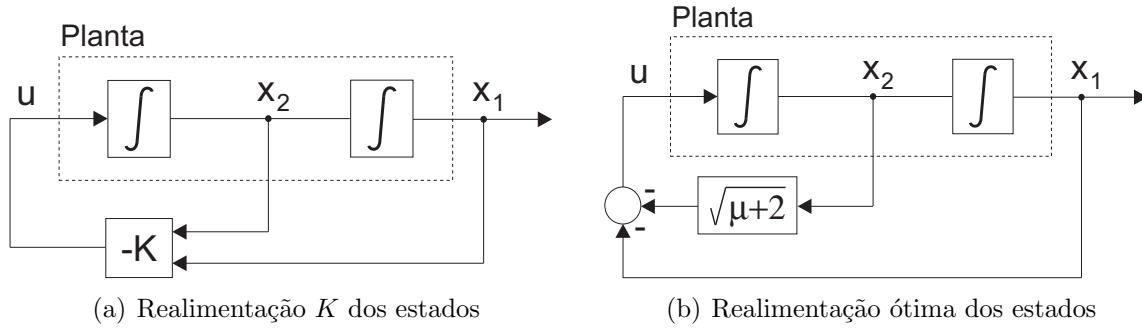 Planta
u
∫
x₂
∫
x₁
-K
(a) Realimentação K dos estados
Planta
u
∫
x₂
∫
x₁
-
√μ+2
-
(b) Realimentação ótima dos estados